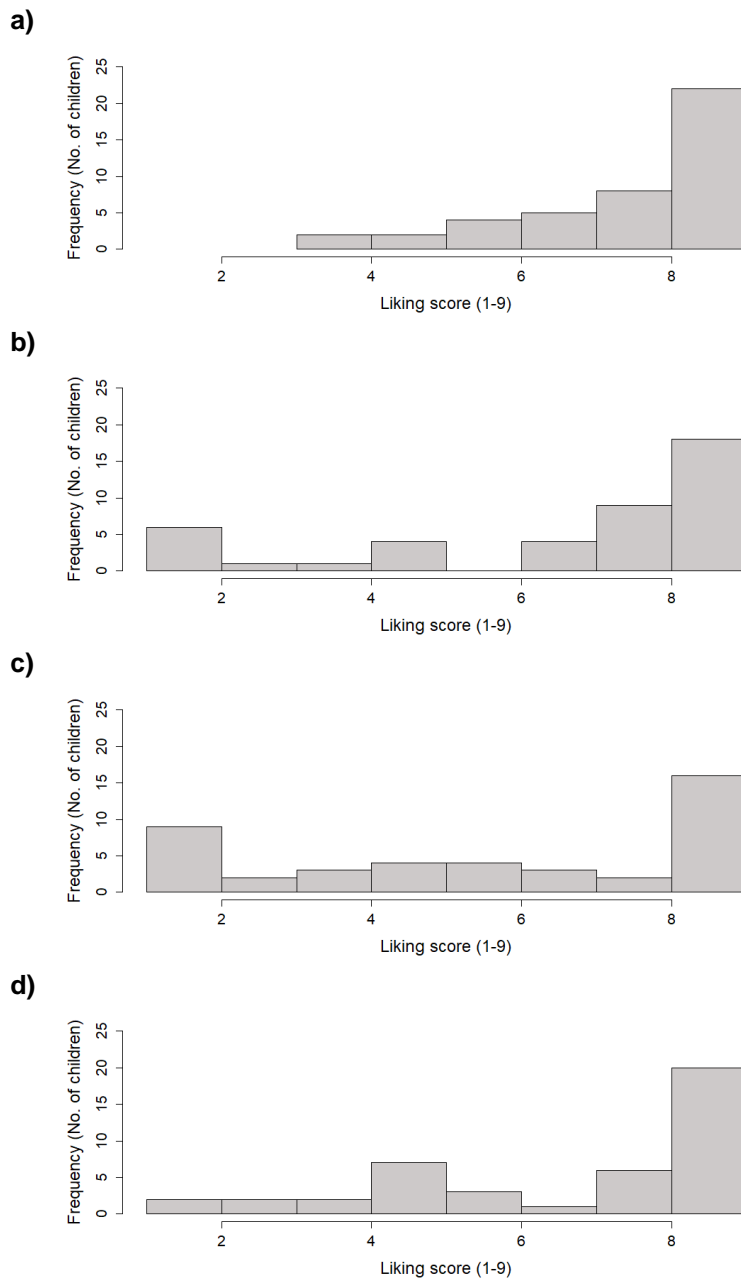 a)
Frequency (No. of children)
0 5 10 15 20 25
2 4 6 8
Liking score (1-9)
b)
Frequency (No. of children)
0 5 10 15 20 25
2 4 6 8
Liking score (1-9)
c)
Frequency (No. of children)
0 5 10 15 20 25
2 4 6 8
Liking score (1-9)
d)
Frequency (No. of children)
0 5 10 15 20 25
2 4 6 8
Liking score (1-9)